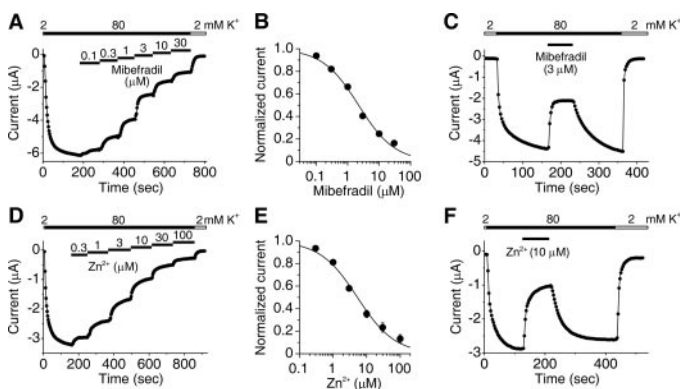 A
2 80 2 mM K⁺
0.1 0.3 1 3 10 30
Mibefradil
(μM)
Current (μA)
0
-2
-4
-6
0 200 400 600 800
Time (sec)
B
Normalized current
1.0
0.8
0.6
0.4
0.2
0
0.1 1 10 100
Mibefradil (μM)
C
2 80 2 mM K⁺
Mibefradil
(3 μM)
Current (μA)
0
-1
-2
-3
-4
-5
0 200 400
Time (sec)
D
2 80 2 mM K⁺
0.3 1 3 10 30 100
Zn²⁺ (μM)
Current (μA)
0
-1
-2
-3
0 200 400 600 800
Time (sec)
E
Normalized current
1.0
0.8
0.6
0.4
0.2
0
0.1 1 10 100
Zn²⁺ (μM)
F
2 80 2 mM K⁺
Zn²⁺ (10 μM)
Current (μA)
0
-1
-2
-3
0 200 400
Time (sec)